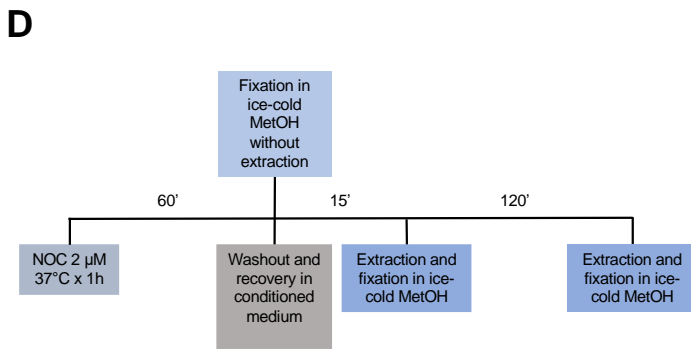 D
Fixation in
ice-cold
MetOH
without
extraction
60’
15’
120’
NOC 2 μM
37°C x 1h
Washout and
recovery in
conditioned
medium
Extraction and
fixation in ice-
cold MetOH
Extraction and
fixation in ice-
cold MetOH